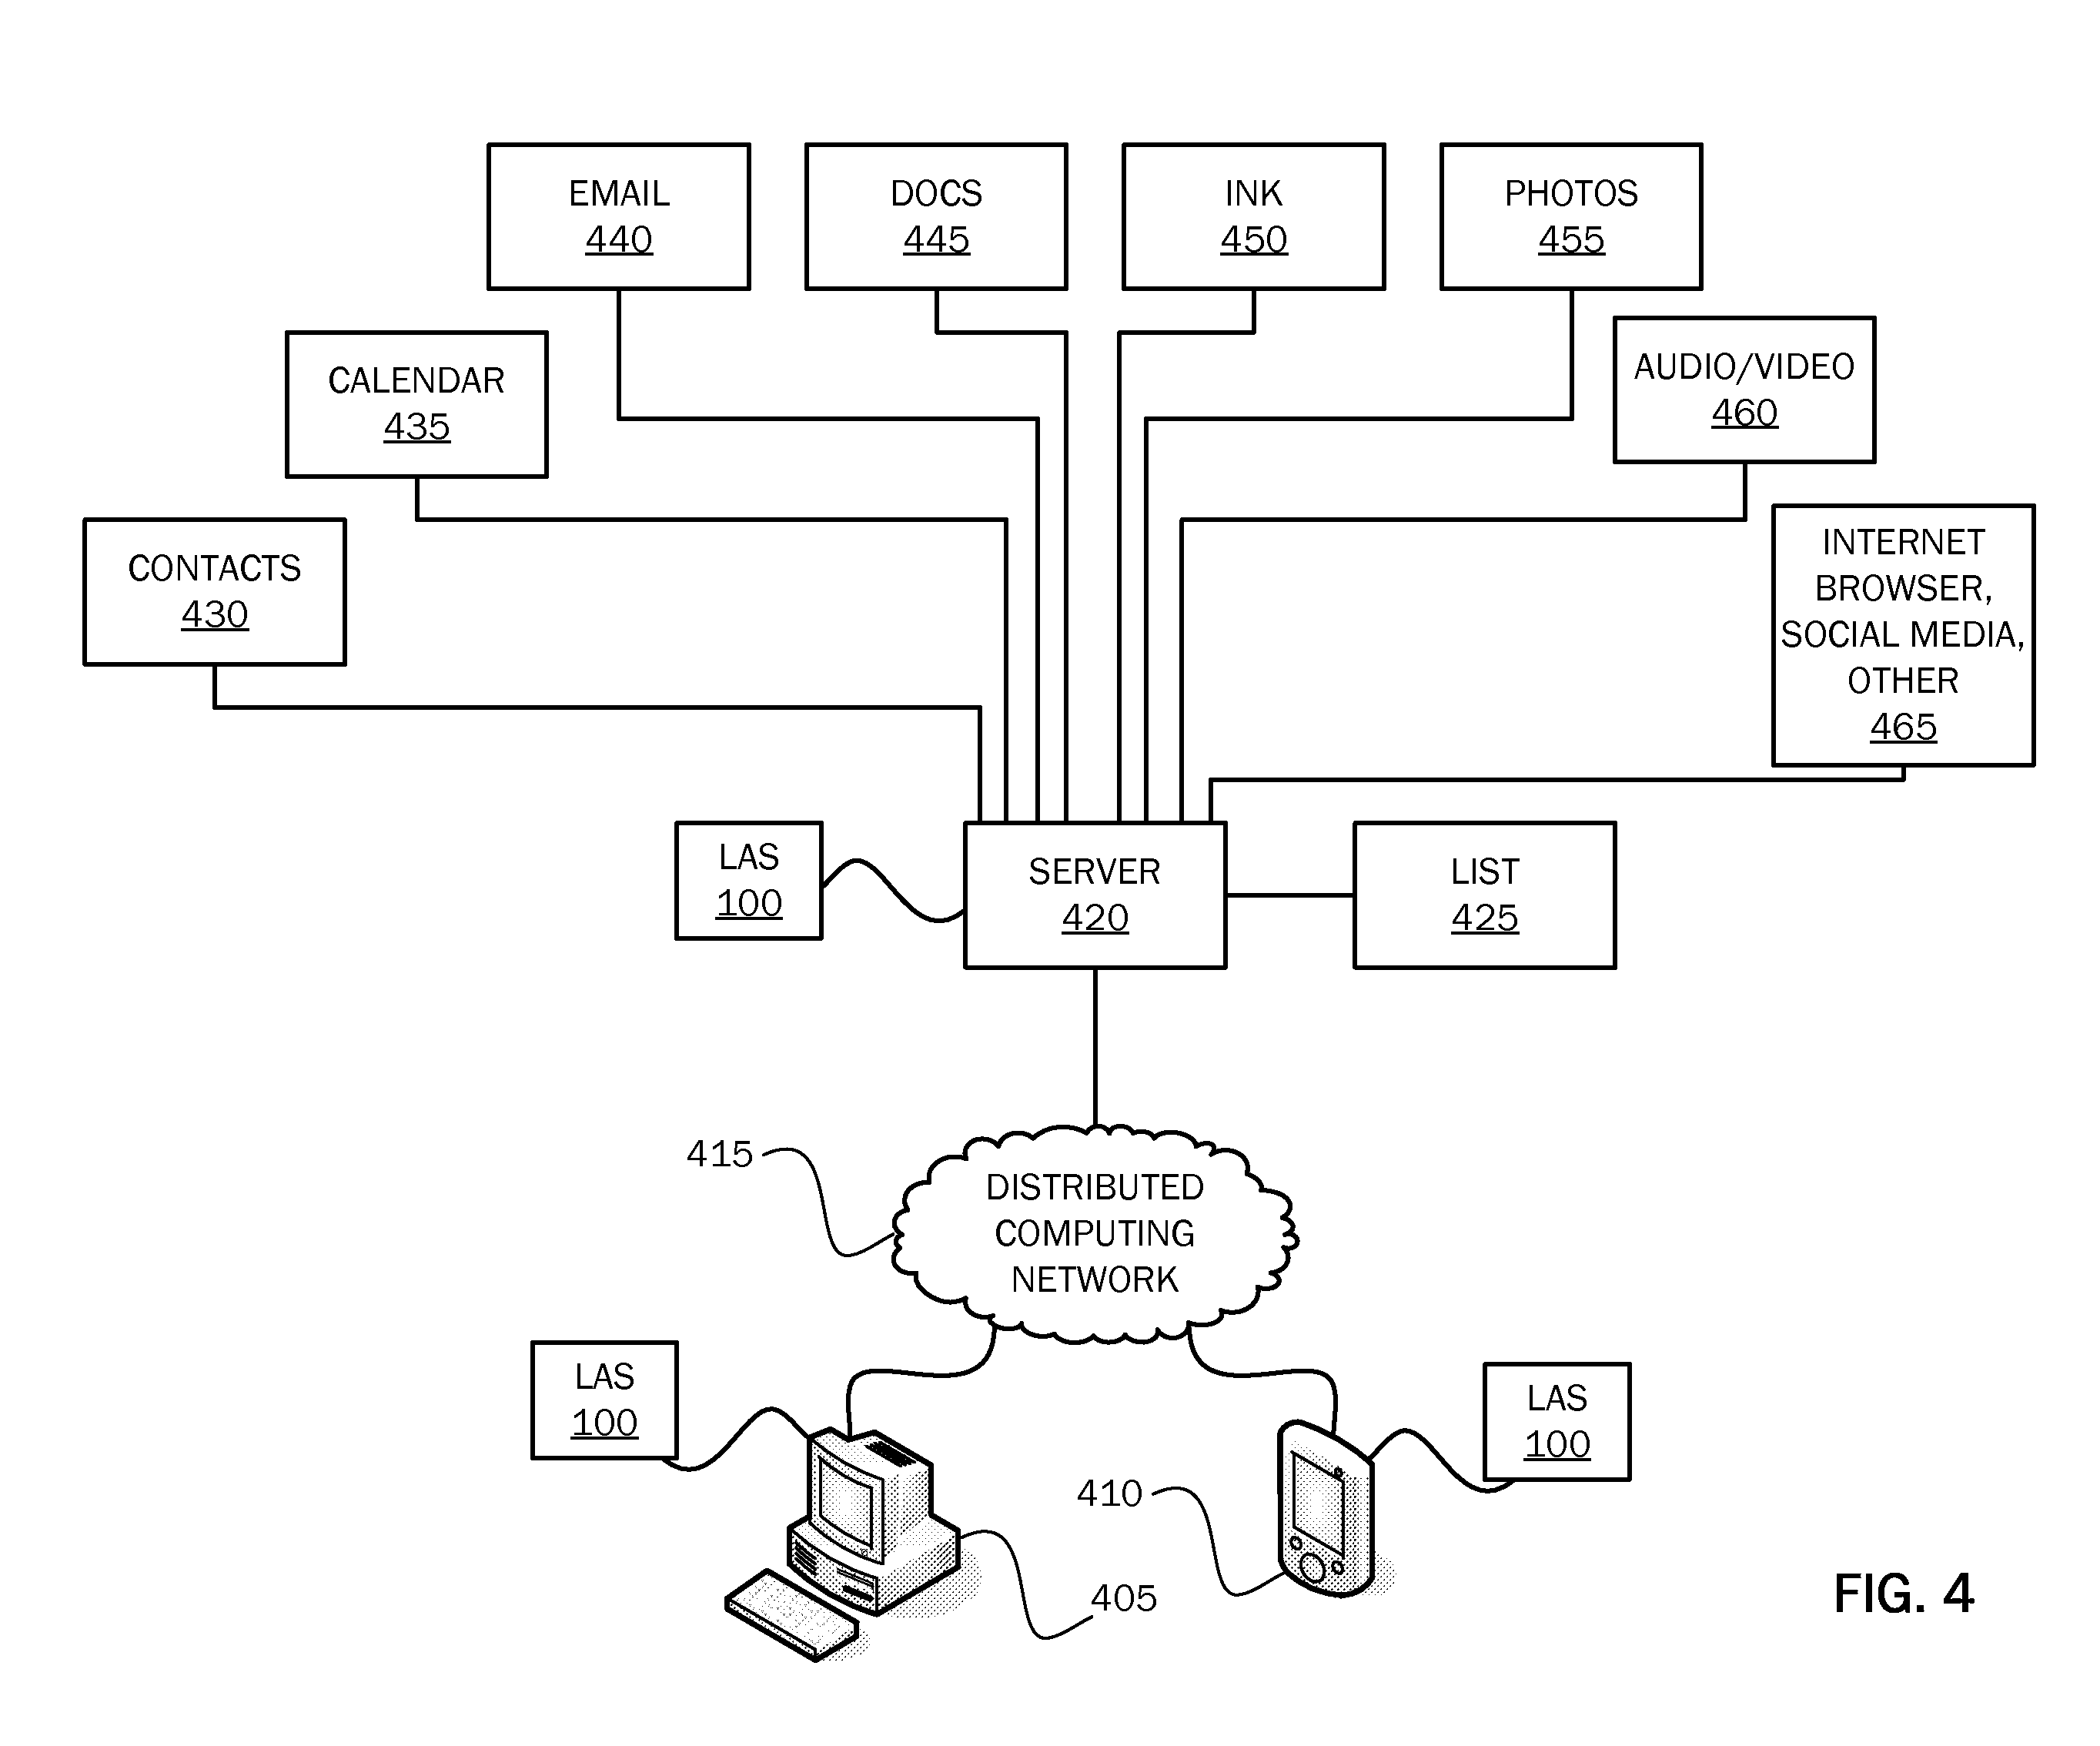 EMAIL
440
DOCS
445
INK
450
PHOTOS
455
CALENDAR
435
AUDIO/VIDEO
460
CONTACTS
430
INTERNET
BROWSER,
SOCIAL MEDIA,
OTHER
465
LAS
100
SERVER
420
LIST
425
415
DISTRIBUTED
COMPUTING
NETWORK
LAS
100
LAS
100
410
405
FIG. 4